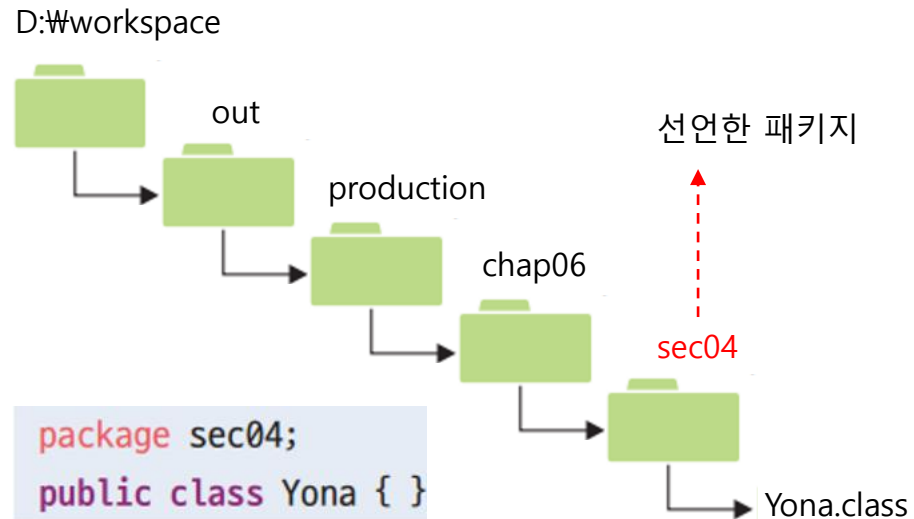 D:₩workspace
out
선언한 패키지
production
chap06
sec04
package sec04;
public class Yona { }
Yona.class